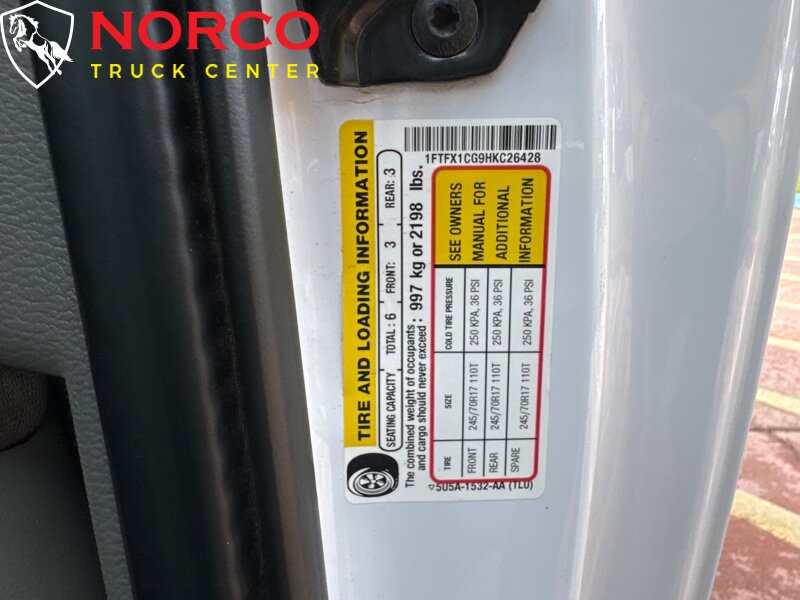 NORCO
TRUCK CENTER
1FTFX1CG9HKC26428
TIRE AND LOADING INFORMATION
SEATING CAPACITY TOTAL : 6 FRONT: 3 REAR: 3
The combined weight of occupants
and cargo should never exceed : 997 kg or 2198 lbs.
TIRE SIZE COLD TIRE PRESSURE SEE OWNERS
FRONT 245/70R17 110T 250 KPA, 36 PSI MANUAL FOR
REAR 245/70R17 110T 250 KPA, 36 PSI ADDITIONAL
SPARE 245/70R17 110T 250 KPA, 36 PSI INFORMATION
505A-1532-AA (TLU)